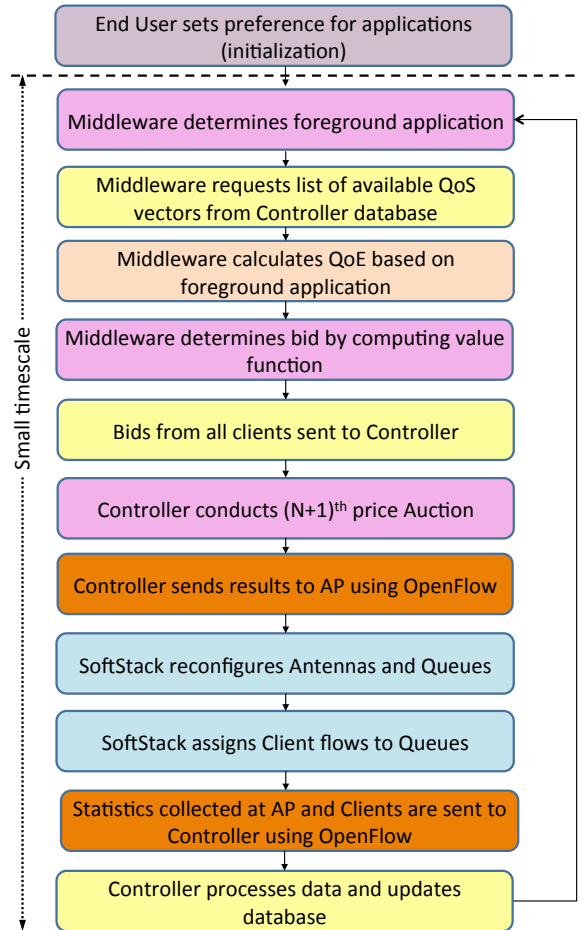 End User sets preference for applications
(initialization)
Middleware determines foreground application
Middleware requests list of available QoS
vectors from Controller database
Middleware calculates QoE based on
foreground application
Middleware determines bid by computing value
function
Bids from all clients sent to Controller
Controller conducts (N+1)th price Auction
Controller sends results to AP using OpenFlow
SoftStack reconfigures Antennas and Queues
SoftStack assigns Client flows to Queues
Statistics collected at AP and Clients are sent to
Controller using OpenFlow
Controller processes data and updates
database
Small timescale